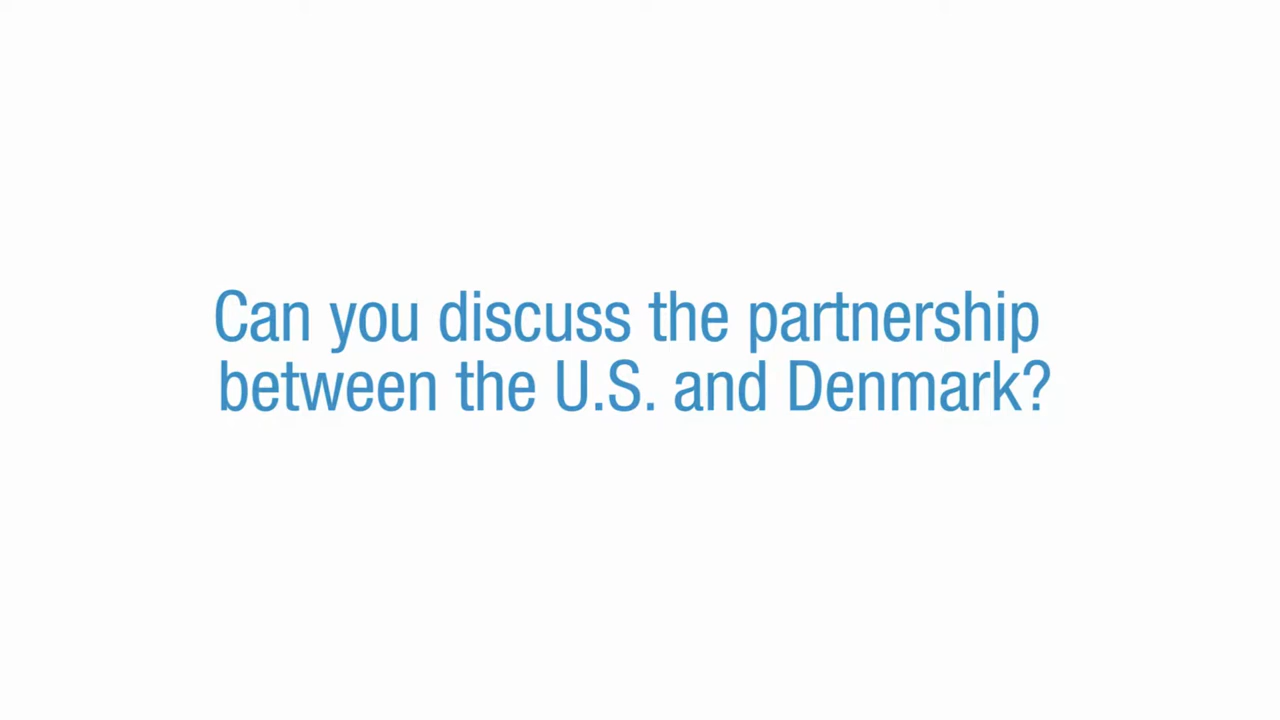 Can you discuss the partnership
between the U.S. and Denmark?